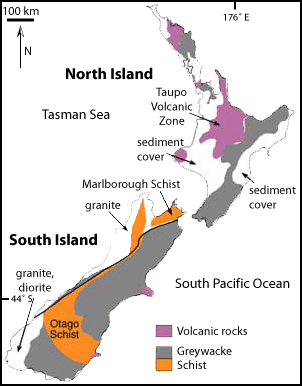 100 km
176° E
N
North Island
Tasman Sea
Taupo
Volcanic
Zone
sediment
cover
Marlborough Schist
granite
sediment
cover
South Island
granite,
diorite
South Pacific Ocean
44° S
Otago
Schist
Volcanic rocks
Greywacke
Schist